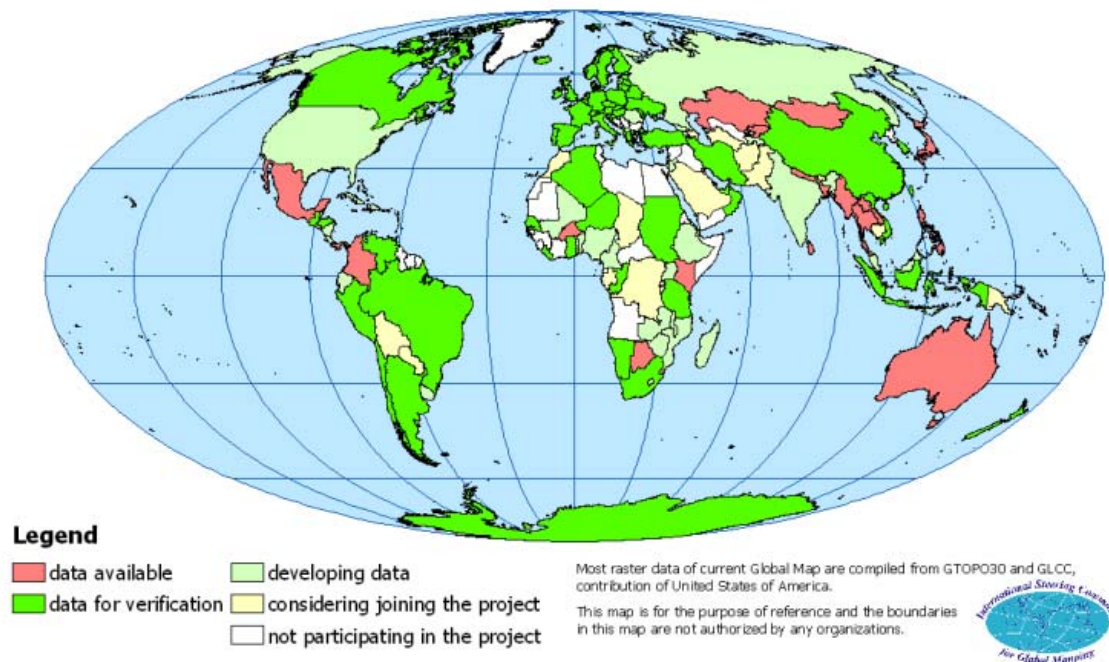 Legend
data available
data for verification
developing data
considering joining the project
not participating in the project
Most raster data of current Global Map are compiled from GTOPO30 and GLCC,
contribution of United States of America.
This map is for the purpose of reference and the boundaries
in this map are not authorized by any organizations.
International Steering
for Global Mapping